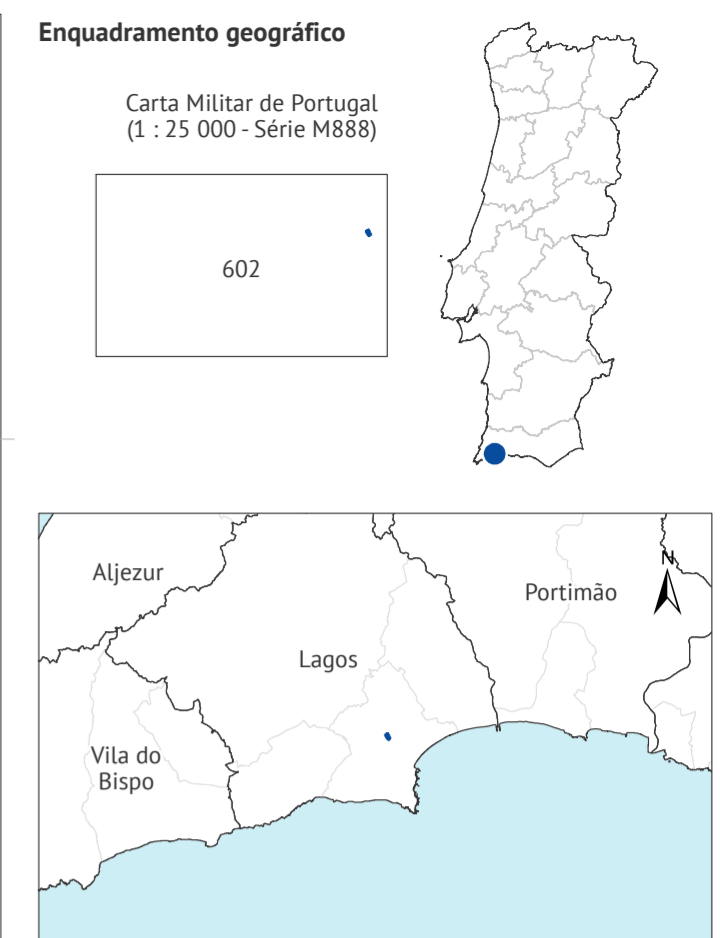 Enquadramento geográfico
Carta Militar de Portugal
(1 : 25 000 - Série M888)
602
N
Aljezur
Portimão
Lagos
Vila do
Bispo